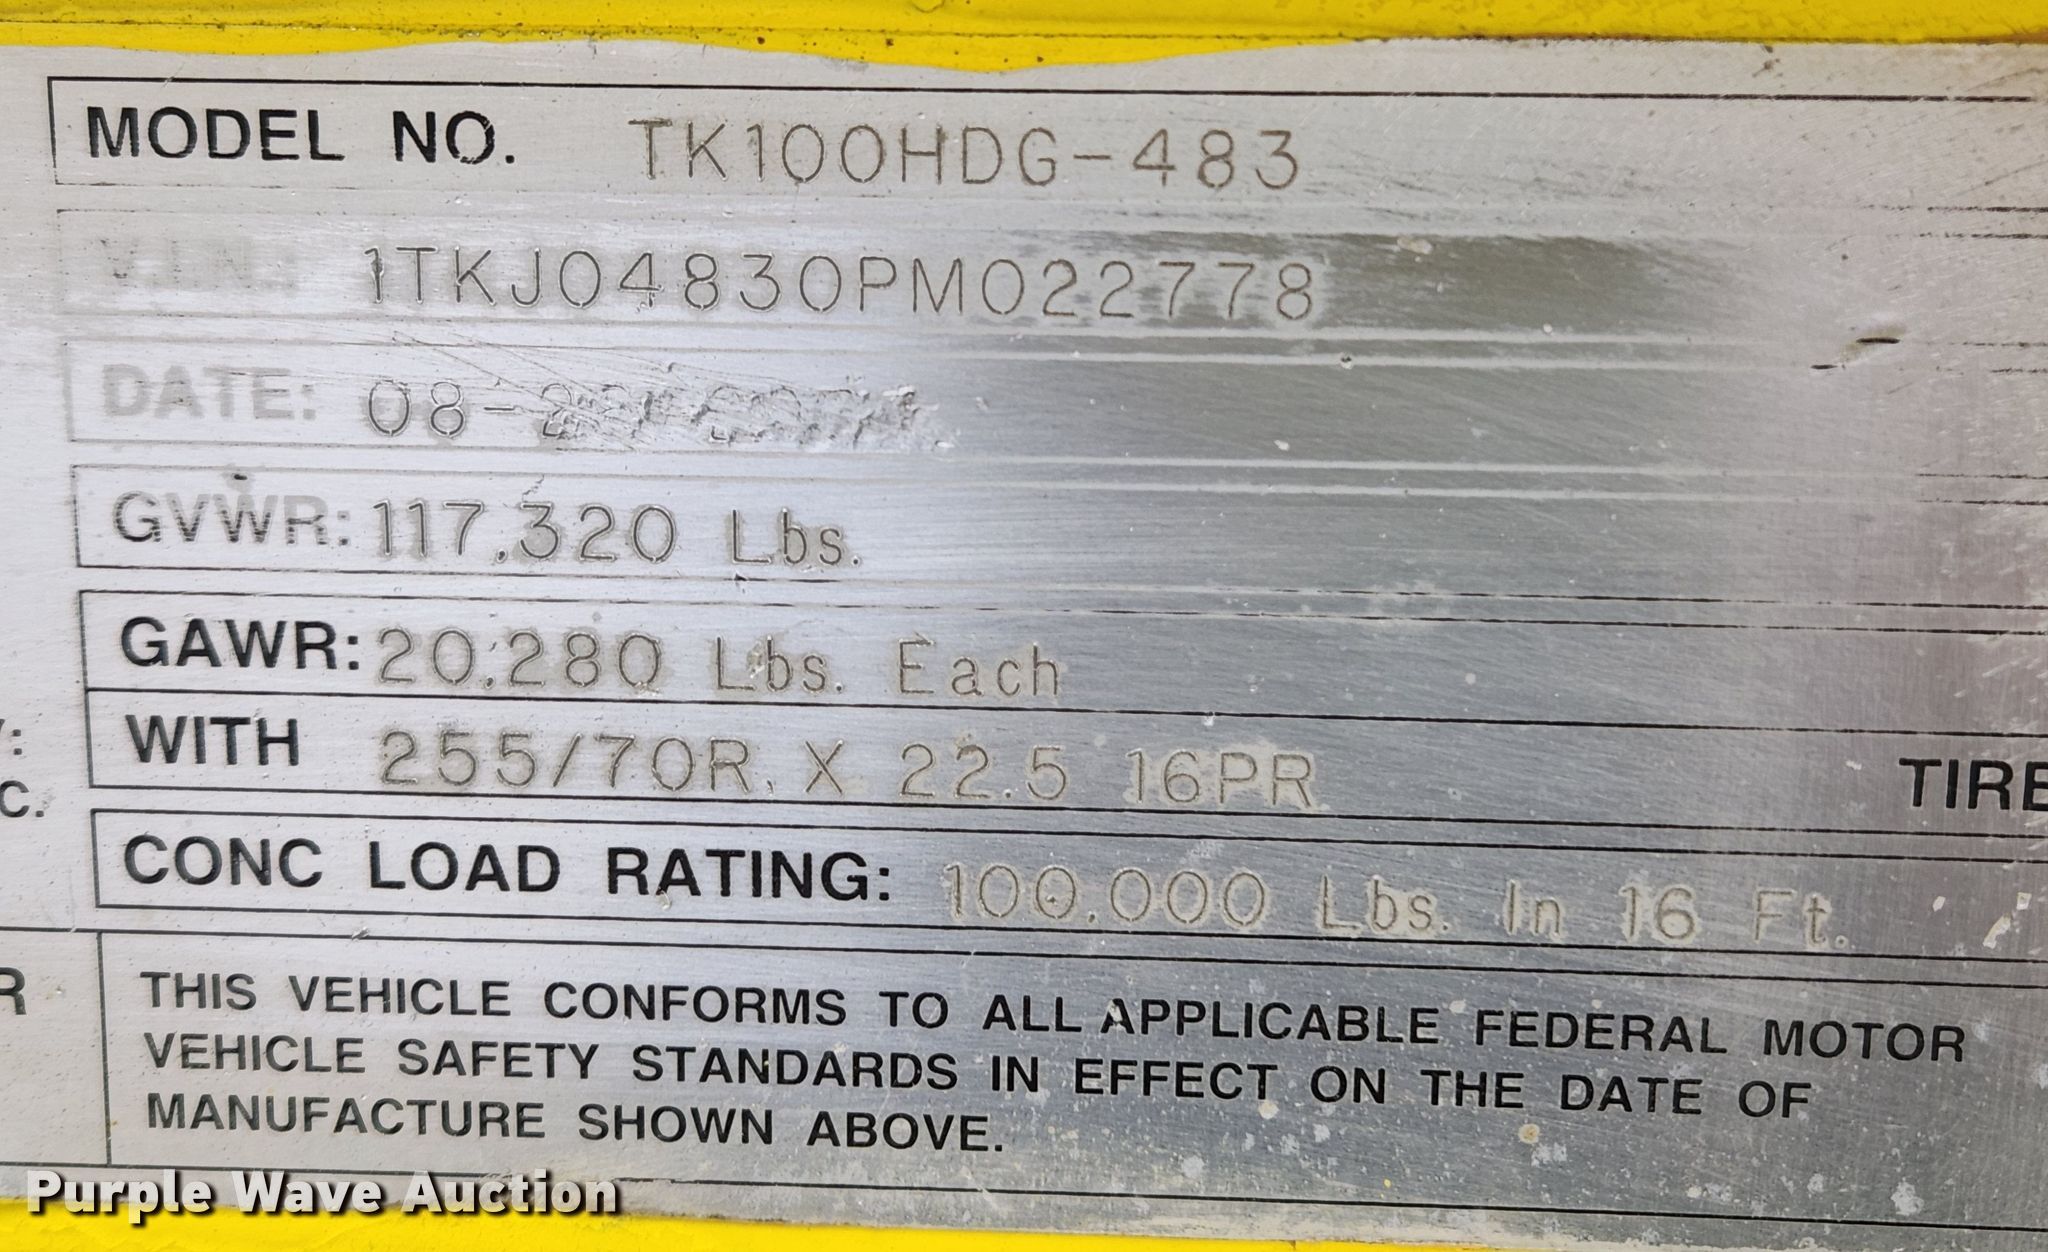 MODEL NO. TK100HDG-483
V.I.N.: 1TKJ04830PM022778
DATE: 08-
GVWR: 117,320 Lbs.
GAWR: 20,280 Lbs. Each
WITH 255/70R. X 22.5 16PR TIRE
CONC LOAD RATING: 100,000 Lbs. In 16 Ft.
C.
R
THIS VEHICLE CONFORMS TO ALL APPLICABLE FEDERAL MOTOR
VEHICLE SAFETY STANDARDS IN EFFECT ON THE DATE OF
MANUFACTURE SHOWN ABOVE.
Purple Wave Auction